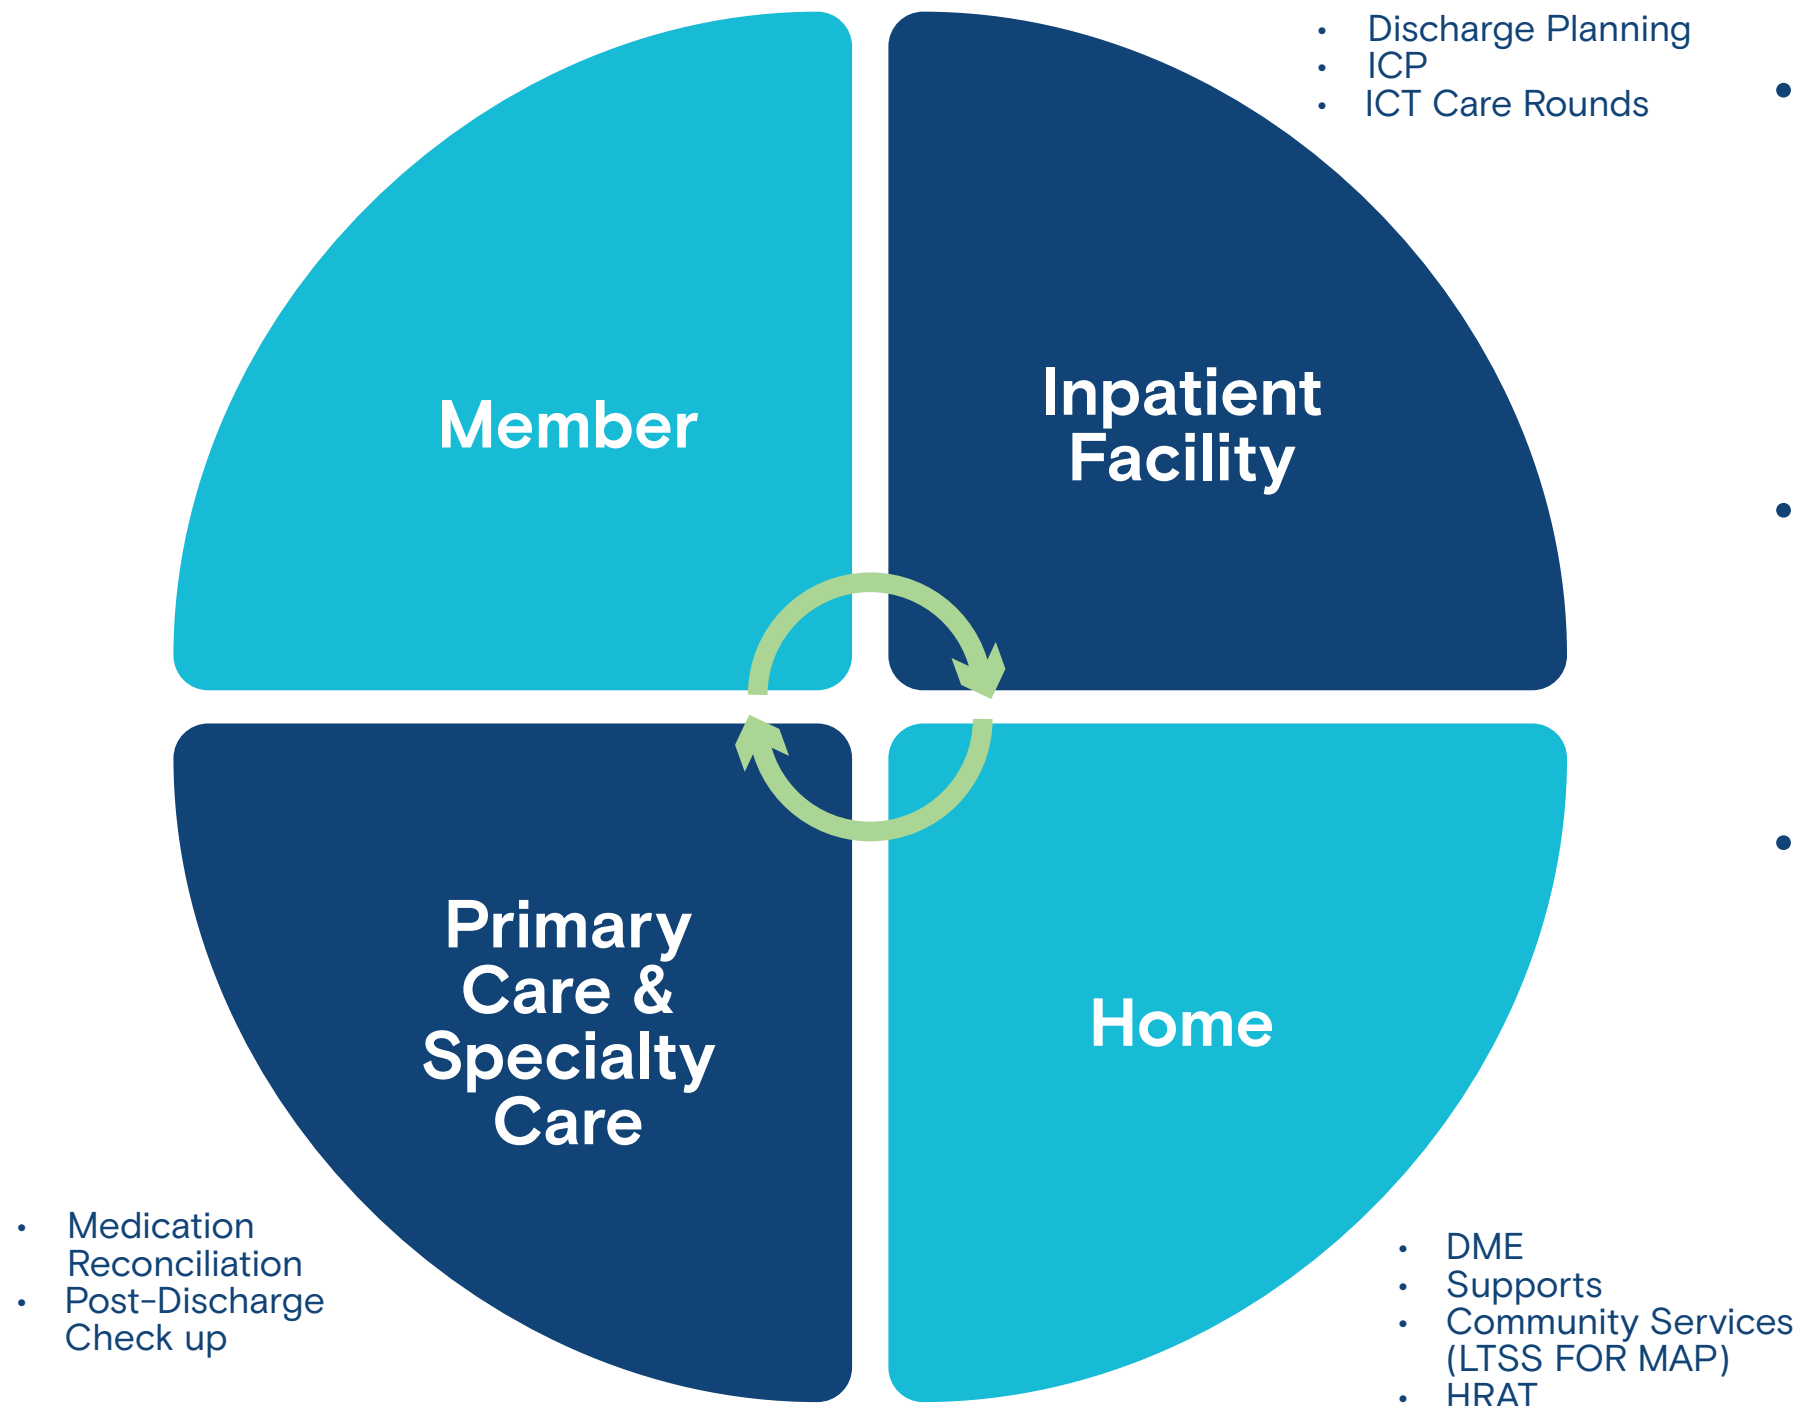 • Discharge Planning
• ICP
• ICT Care Rounds
•
•
•
Member
Inpatient
Facility
Primary
Care &
Specialty
Care
Home
• Medication
Reconciliation
• Post-Discharge
Check up
• DME
• Supports
• Community Services
(LTSS FOR MAP)
• HRAT